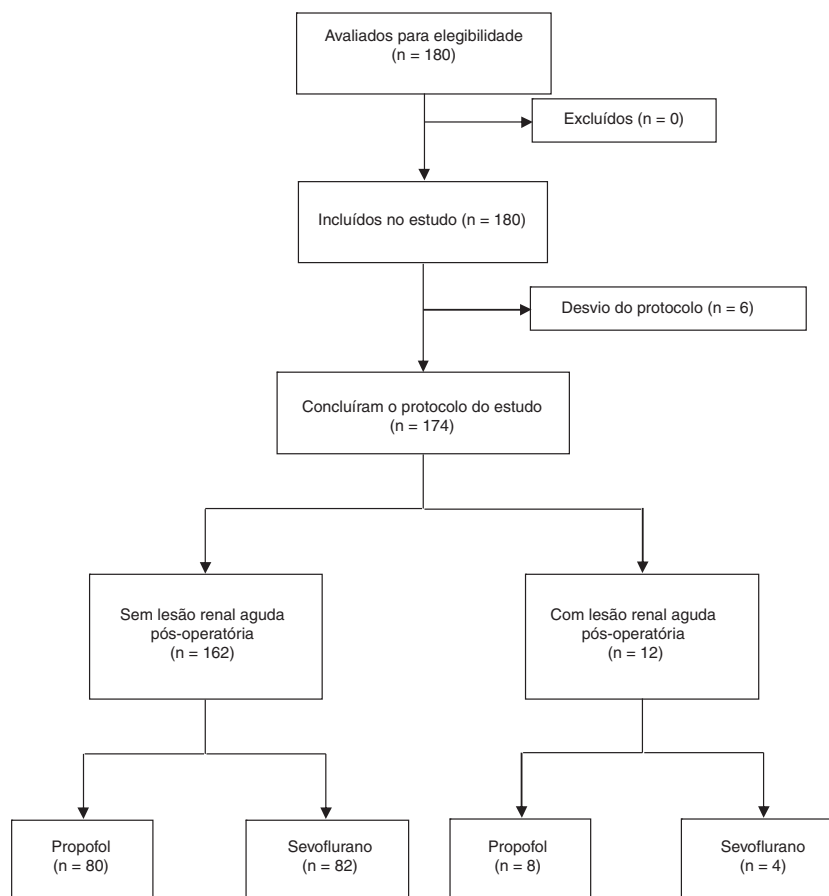 Avaliados para elegibilidade
(n = 180)
Excluídos (n = 0)
Incluídos no estudo (n = 180)
Desvio do protocolo (n = 6)
Concluíram o protocolo do estudo
(n = 174)
Sem lesão renal aguda
pós-operatória
(n = 162)
Com lesão renal aguda
pós-operatória
(n = 12)
Propofol
(n = 80)
Sevoflurano
(n = 82)
Propofol
(n = 8)
Sevoflurano
(n = 4)